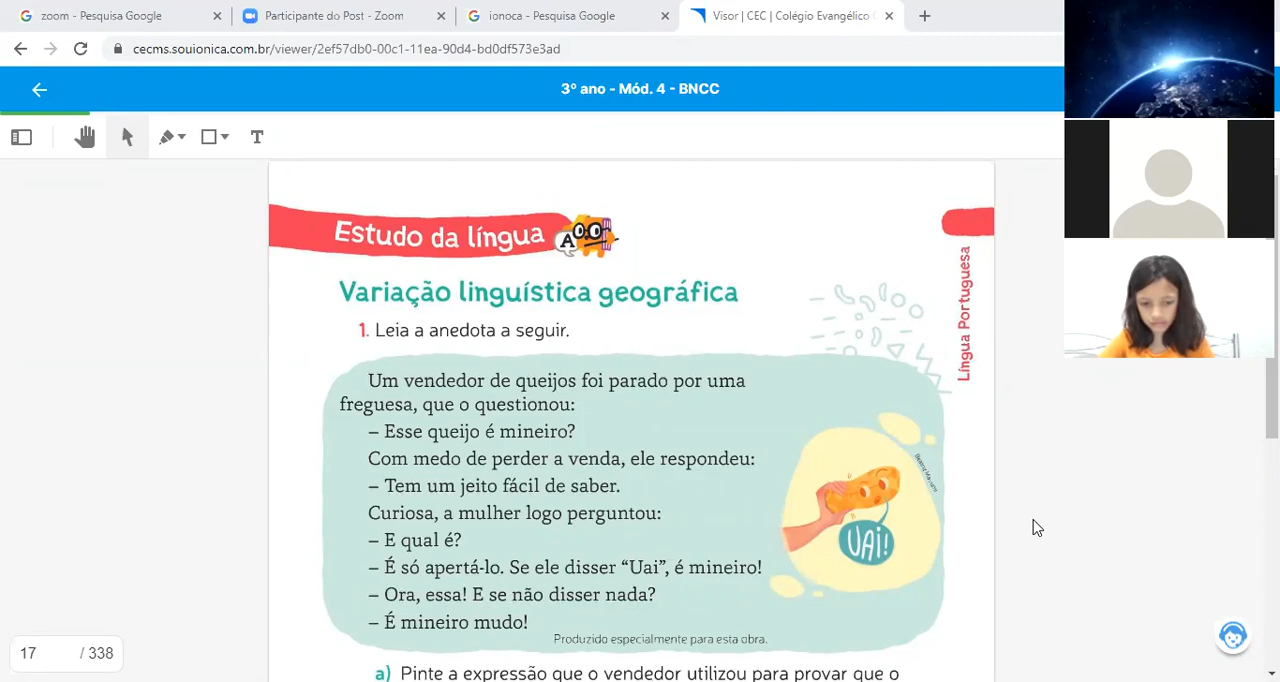 zoom - Pesquisa Google
Participante do Post - Zoom
ionoca - Pesquisa Google
Visor | CEC | Colégio Evangélico
cecms.souionica.com.br/viewer/2ef57db0-00c1-11ea-90d4-bd0df573e3ad
3º ano - Mód. 4 - BNCC
T
Estudo da língua
A
Língua Portuguesa
Variação linguística geográfica
1. Leia a anedota a seguir.
Um vendedor de queijos foi parado por uma
freguesa, que o questionou:
– Esse queijo é mineiro?
Com medo de perder a venda, ele respondeu:
– Tem um jeito fácil de saber.
Curiosa, a mulher logo perguntou:
– E qual é?
– É só apertá-lo. Se ele disser “Uai”, é mineiro!
– Ora, essa! E se não disser nada?
– É mineiro mudo!
UAI!
Produzido especialmente para esta obra.
a) Pinte a expressão que o vendedor utilizou para provar que o
17 / 338